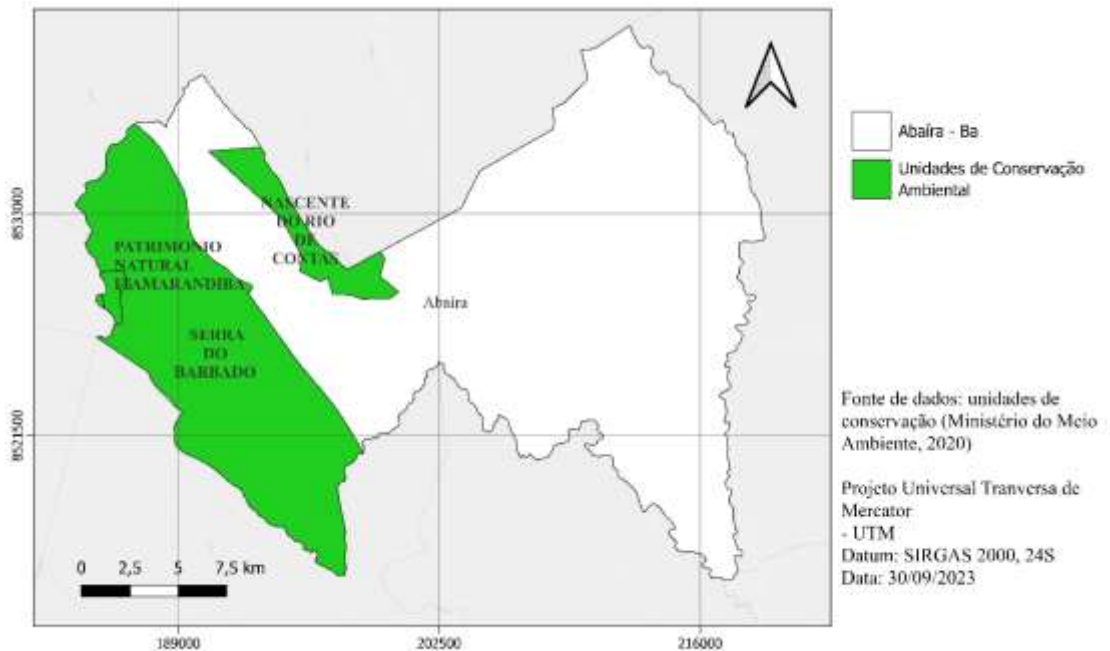 Abaíra - Ba
Unidades de Conservação
Ambiental
NASCENTE
DO RIO
DE
CONTAS
PATRIMÔNIO
NATURAL
ITAMARANDIBA
Abaíra
SERRA
DO
BARBADO
8533000
8521500
Fonte de dados: unidades de
conservação (Ministério do Meio
Ambiente, 2020)
Projeto Universal Tranversa de
Mercator
- UTM
Datum: SIRGAS 2000, 24S
Data: 30/09/2023
0 2,5 5 7,5 km
189000 202500 216000